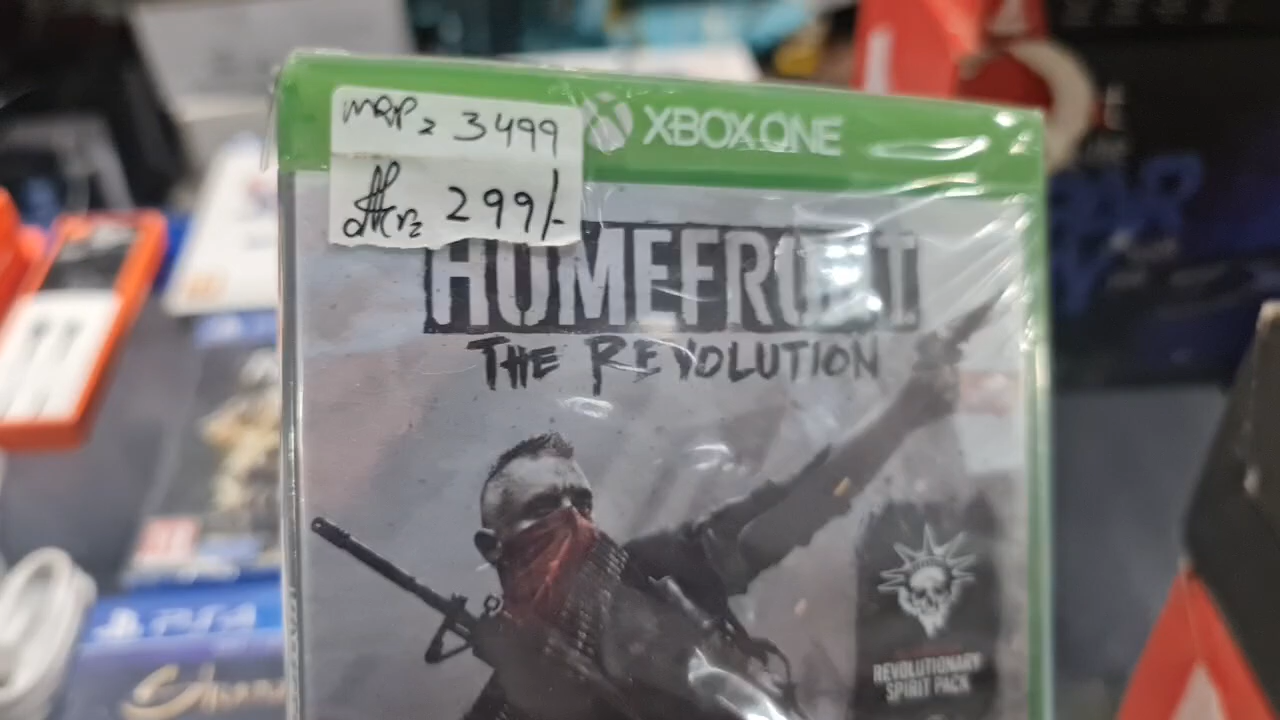 MRP = 3499
offer = 299/-
XBOX ONE
HOMEFRONT
THE REVOLUTION
REVOLUTIONARY
SPIRIT PACK
PS4